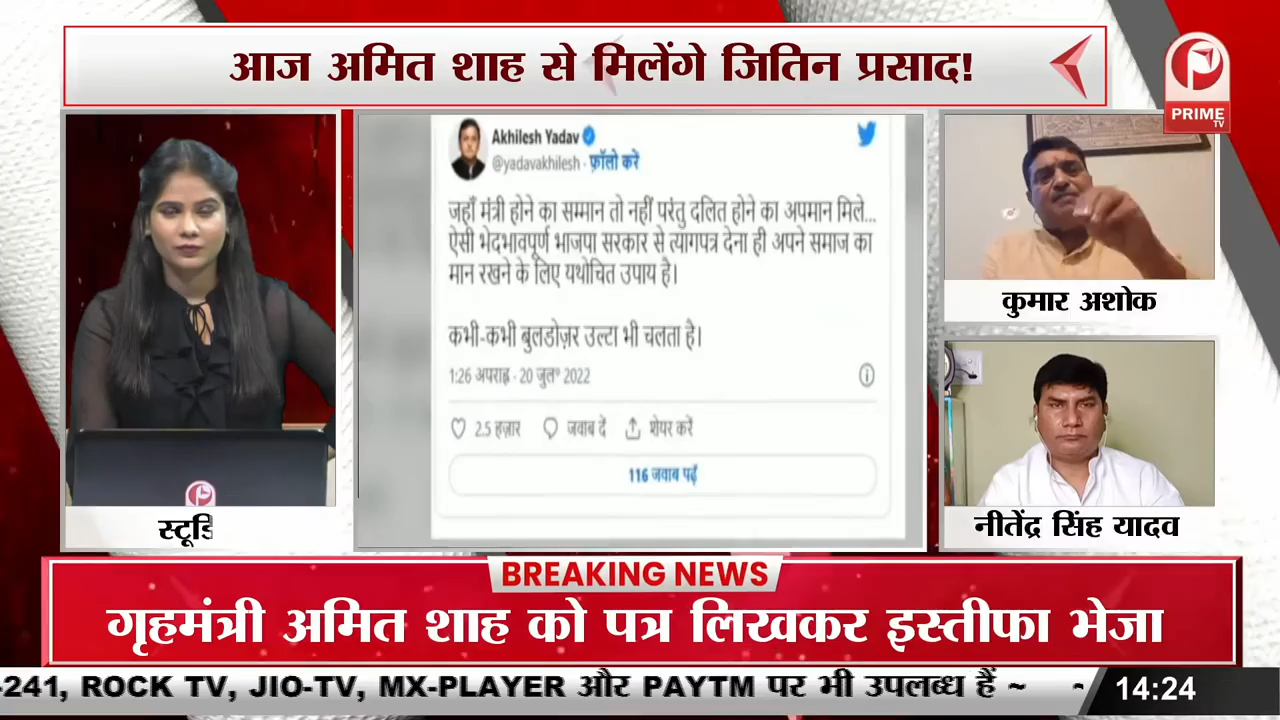 आज अमित शाह से मिलेंगे जितिन प्रसाद!
PRIME
TV
Akhilesh Yadav
@yadavakhilesh · फ़ॉलो करें
जहाँ मंत्री होने का सम्मान तो नहीं परंतु दलित होने का अपमान मिले...
ऐसी भेदभावपूर्ण भाजपा सरकार से त्यागपत्र देना ही अपने समाज का
मान रखने के लिए यथोचित उपाय है।
कभी-कभी बुलडोज़र उल्टा भी चलता है।
1:26 अपराह्न · 20 जुल॰ 2022
2.5 हज़ार जवाब दें शेयर करें
116 जवाब पढ़ें
कुमार अशोक
नीतेंद्र सिंह यादव
स्टूडि
BREAKING NEWS
गृहमंत्री अमित शाह को पत्र लिखकर इस्तीफा भेजा
-241, ROCK TV, JIO-TV, MX-PLAYER और PAYTM पर भी उपलब्ध हैं ~ -
14:24